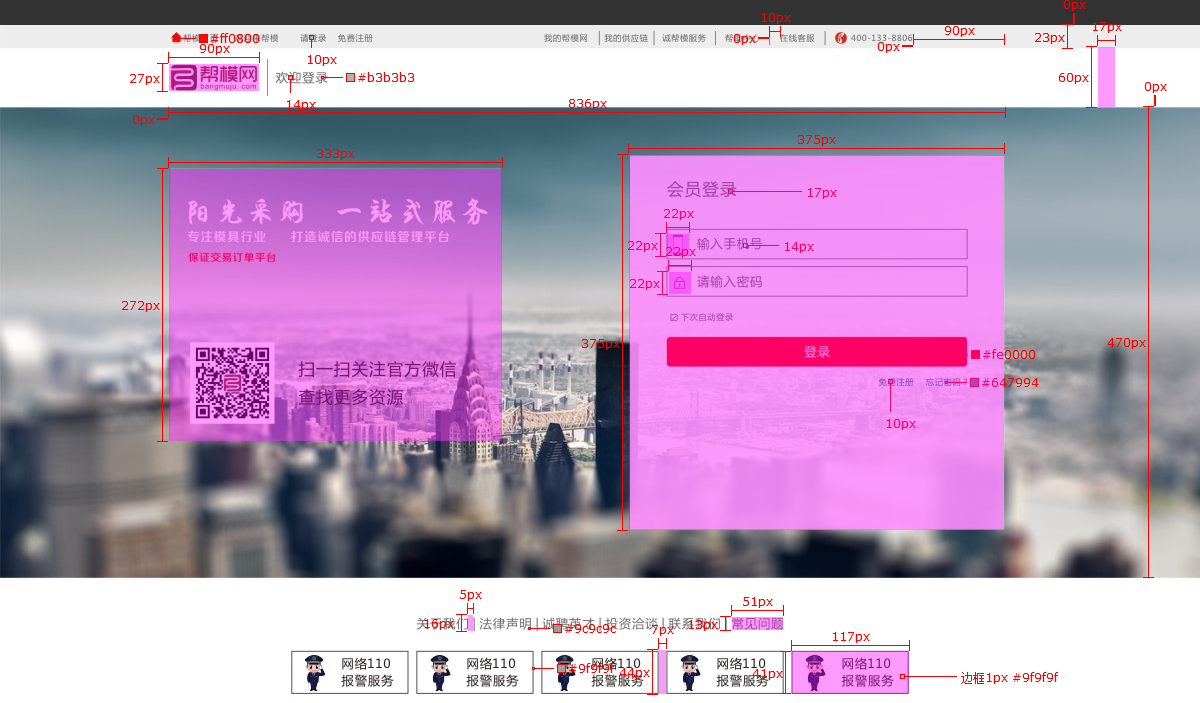 #ff0800
请登录 免费注册
我的帮模网
我的供应链
诚帮模服务
在线客服
400-133-8806
10px
0px
0px
90px
0px
23px
17px
90px
27px
帮模网
bangmuju.com
欢迎登录
10px
#b3b3b3
14px
60px
0px
0px
836px
333px
375px
阳光采购 一站式服务
专注模具行业 打造诚信的供应链管理平台
保证交易订单平台
272px
扫一扫关注官方微信
查找更多资源
会员登录
17px
22px
22px
输入手机号
14px
22px
22px
请输入密码
下次自动登录
375px
登录
#fe0000
免费注册 忘记密码?
#647994
10px
470px
5px
51px
关于我们 | 法律声明 | 诚聘英才 | 投资洽谈 | 联系我们 | 常见问题
16px
#9c9c9c
13px
7px
117px
网络110
报警服务
网络110
报警服务
网络110
报警服务
网络110
报警服务
网络110
报警服务
#9f9f9f
44px
41px
边框1px #9f9f9f